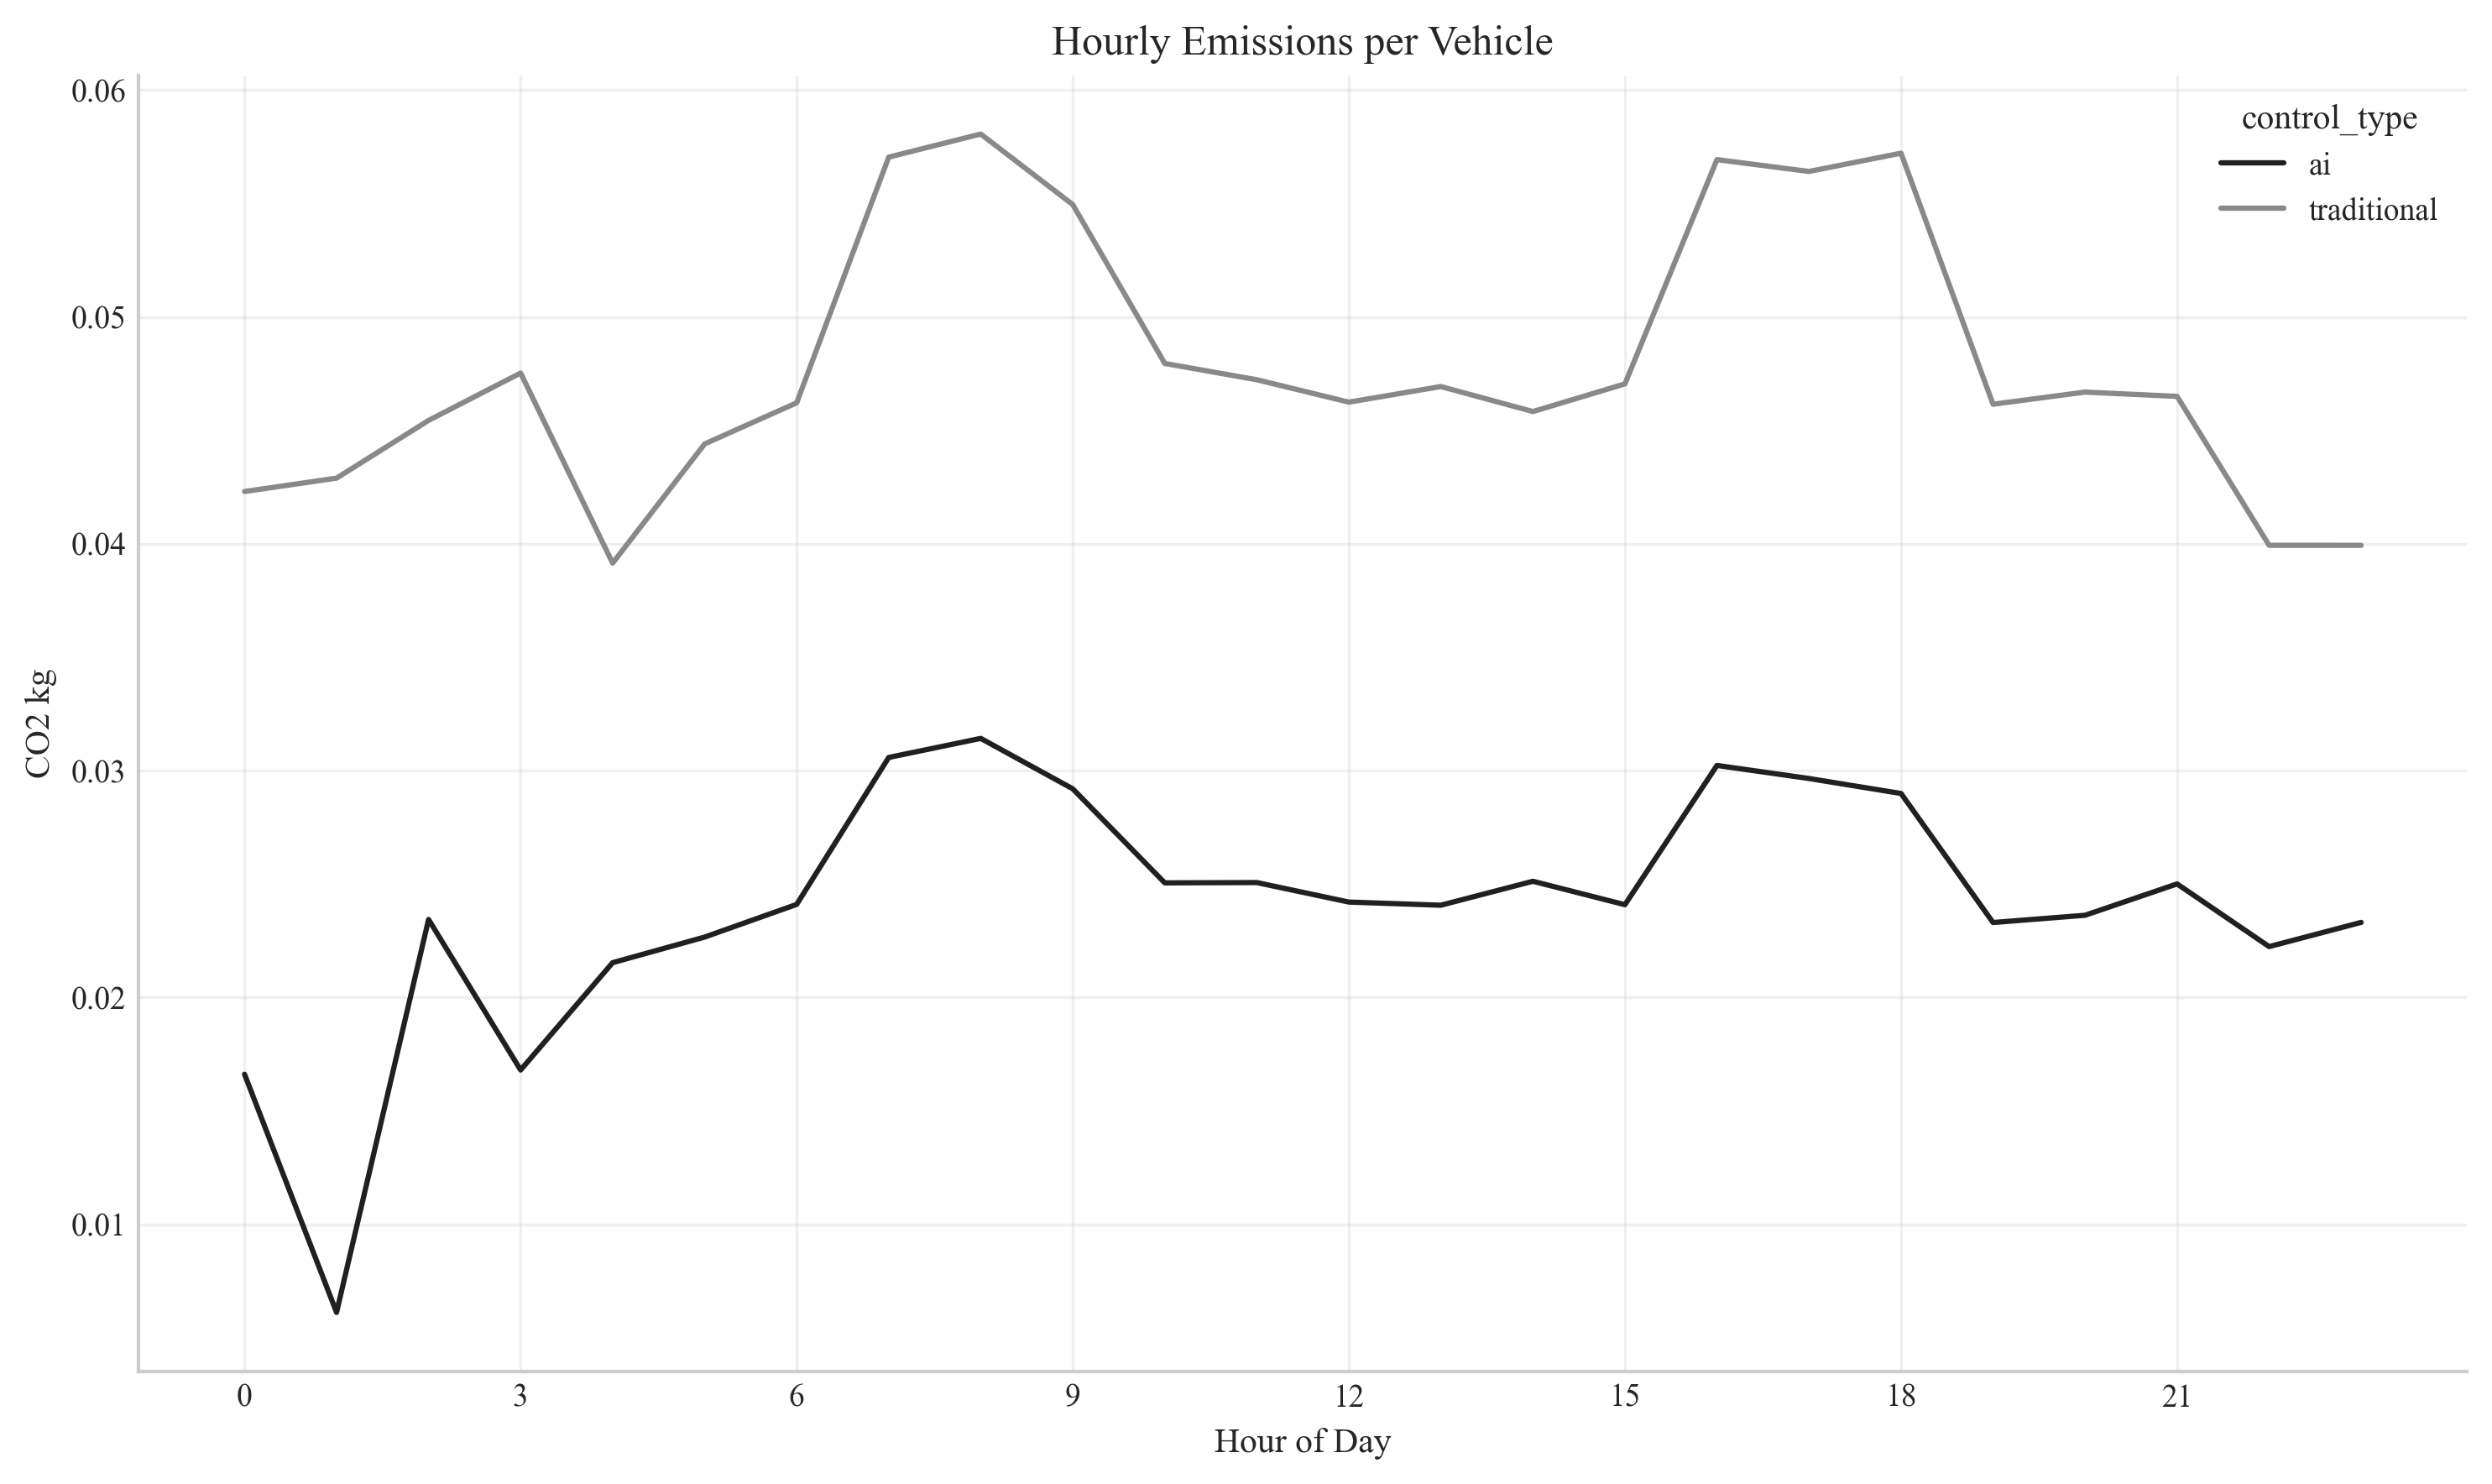 Hourly Emissions per Vehicle
control_type
ai
traditional
0.06
0.05
0.04
0.03
0.02
0.01
CO2 kg
0 3 6 9 12 15 18 21
Hour of Day